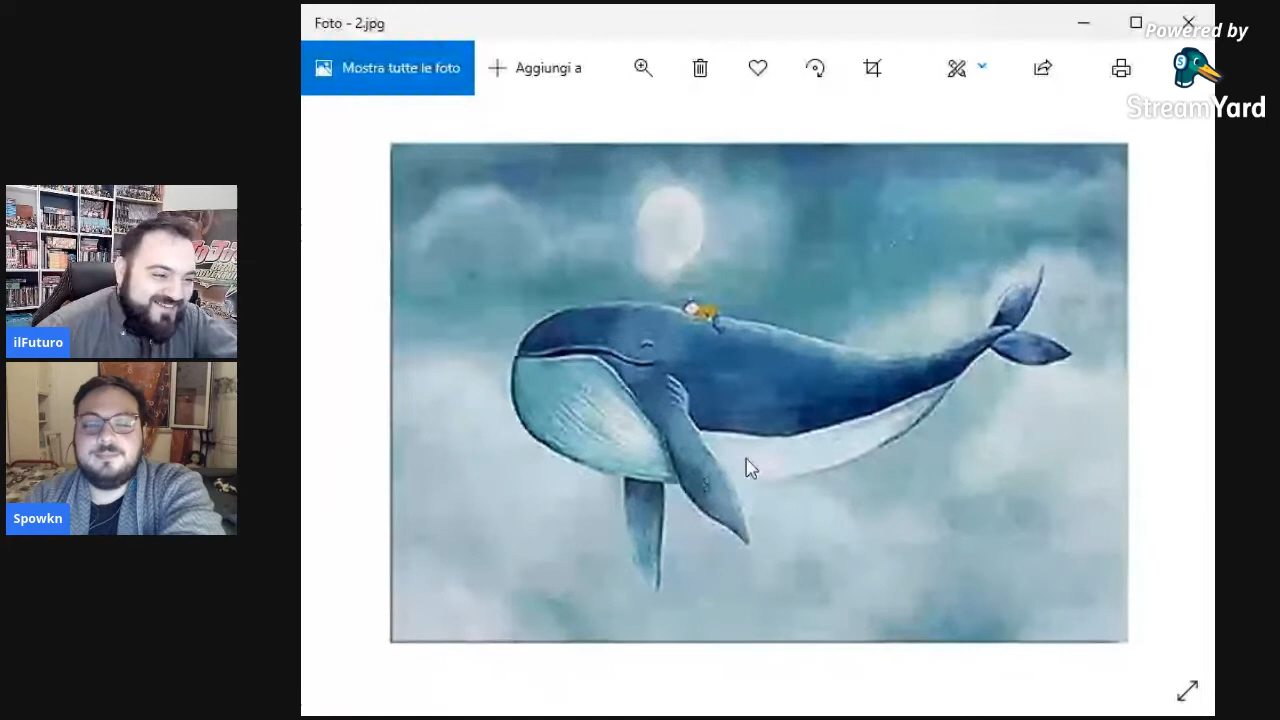 Foto - 2.jpg
Powered by
Mostra tutte le foto
Aggiungi a
S
StreamYard
ilFuturo
Spowkn